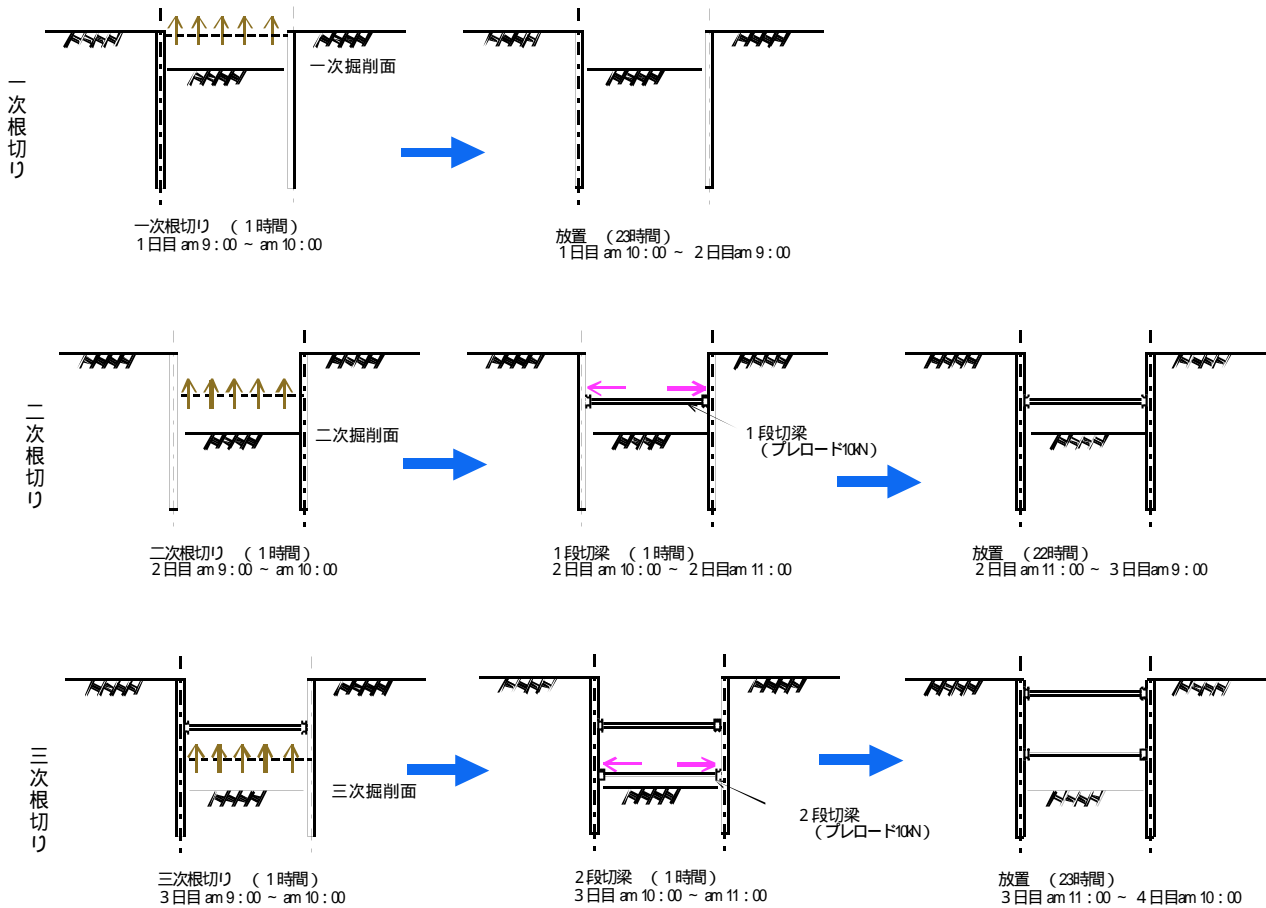 一次根切り
一次掘削面
一次根切り （１時間）
１日目 am 9：00 ~ am 10：00
放置 （23時間）
１日目 am 10：00 ~ ２日目am 9：00
二次根切り
二次掘削面
二次根切り （１時間）
２日目 am 9：00 ~ am 10：00
１段切梁
（プレロード10kN）
１段切梁 （１時間）
２日目 am 10：00 ~ ２日目am 11：00
放置 （22時間）
２日目 am 11：00 ~ ３日目am 9：00
三次根切り
三次掘削面
三次根切り （１時間）
３日目 am 9：00 ~ am 10：00
２段切梁
（プレロード10kN）
２段切梁 （１時間）
３日目 am 10：00 ~ am 11：00
放置 （23時間）
３日目 am 11：00 ~ ４日目am 10：00